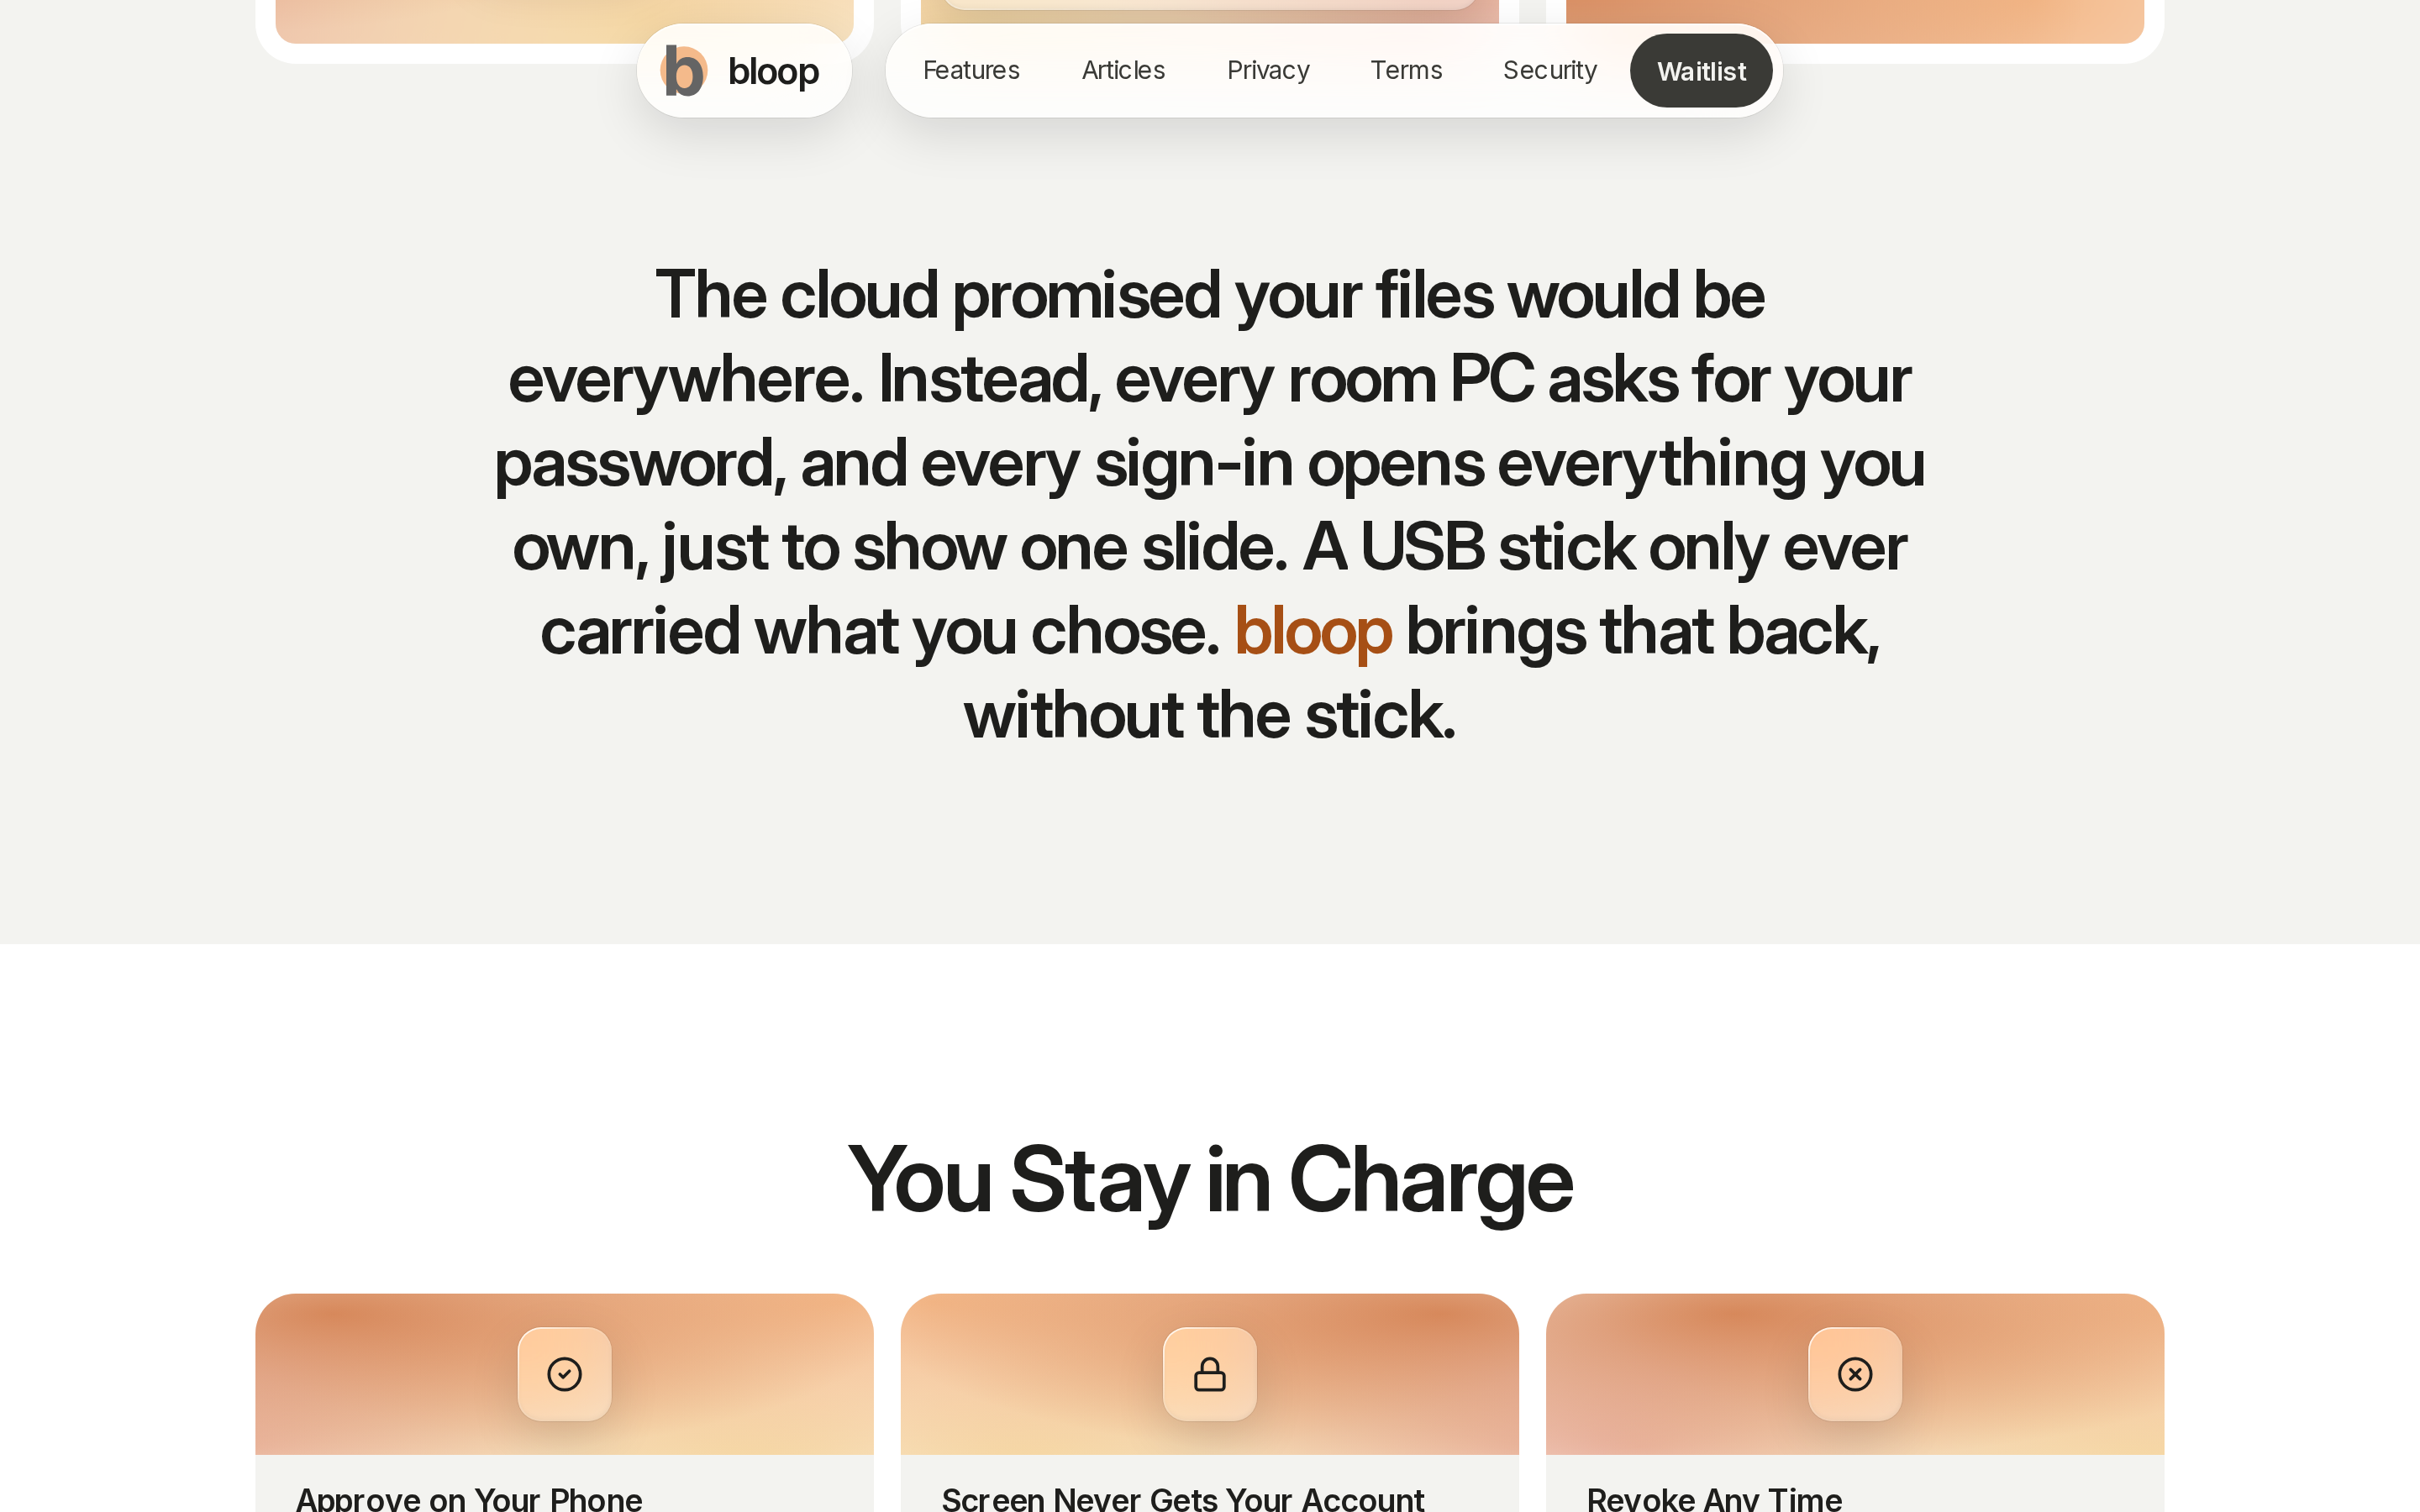 b bloop
Features Articles Privacy Terms Security Waitlist
The cloud promised your files would be
everywhere. Instead, every room PC asks for your
password, and every sign-in opens everything you
own, just to show one slide. A USB stick only ever
carried what you chose. bloop brings that back,
without the stick.
You Stay in Charge
Approve on Your Phone
Screen Never Gets Your Account
Revoke Any Time